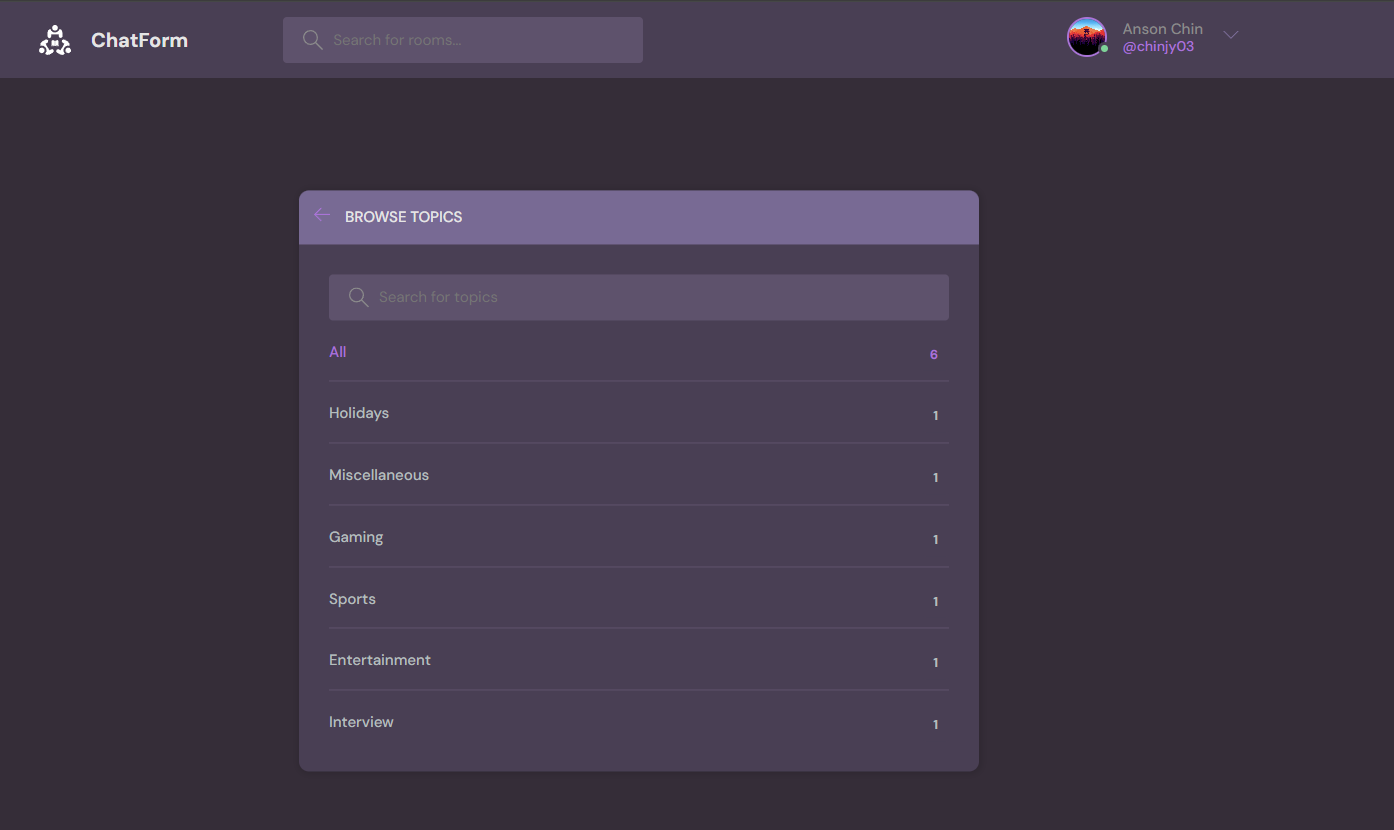 ChatForm
Search for rooms...
Anson Chin
@chinjy03
BROWSE TOPICS
Search for topics
All 6
Holidays 1
Miscellaneous 1
Gaming 1
Sports 1
Entertainment 1
Interview 1